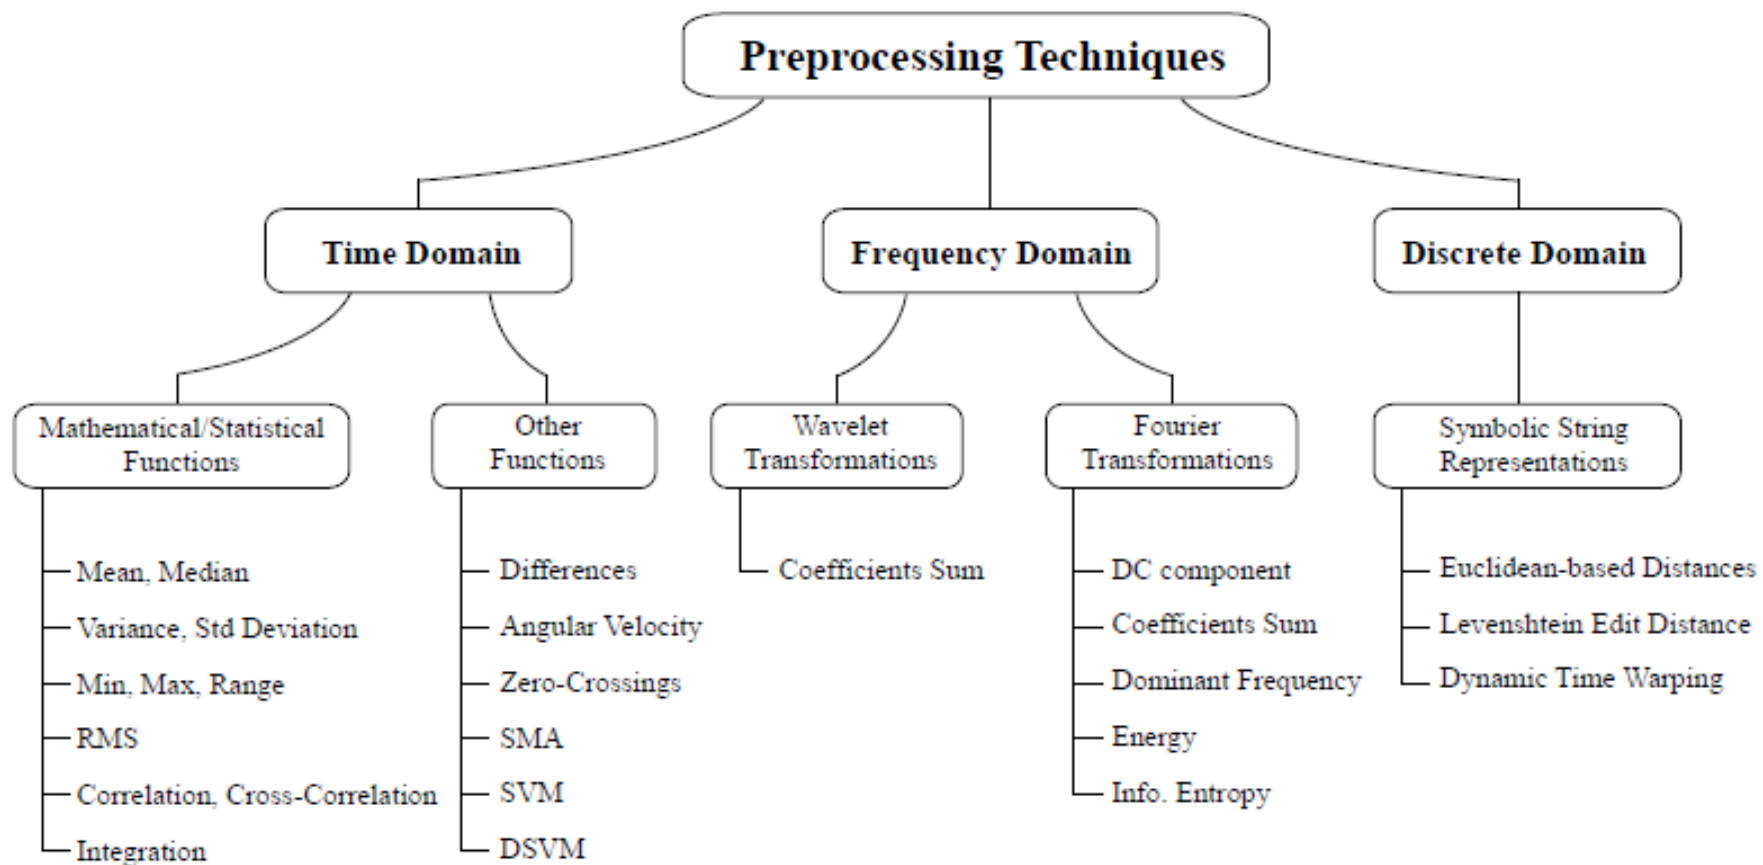 Preprocessing Techniques
Time Domain
Frequency Domain
Discrete Domain
Mathematical/Statistical
Functions
Other
Functions
Wavelet
Transformations
Fourier
Transformations
Symbolic String
Representations
Mean, Median
Variance, Std Deviation
Min, Max, Range
RMS
Correlation, Cross-Correlation
Integration
Differences
Angular Velocity
Zero-Crossings
SMA
SVM
DSVM
Coefficients Sum
DC component
Coefficients Sum
Dominant Frequency
Energy
Info. Entropy
Euclidean-based Distances
Levenshtein Edit Distance
Dynamic Time Warping